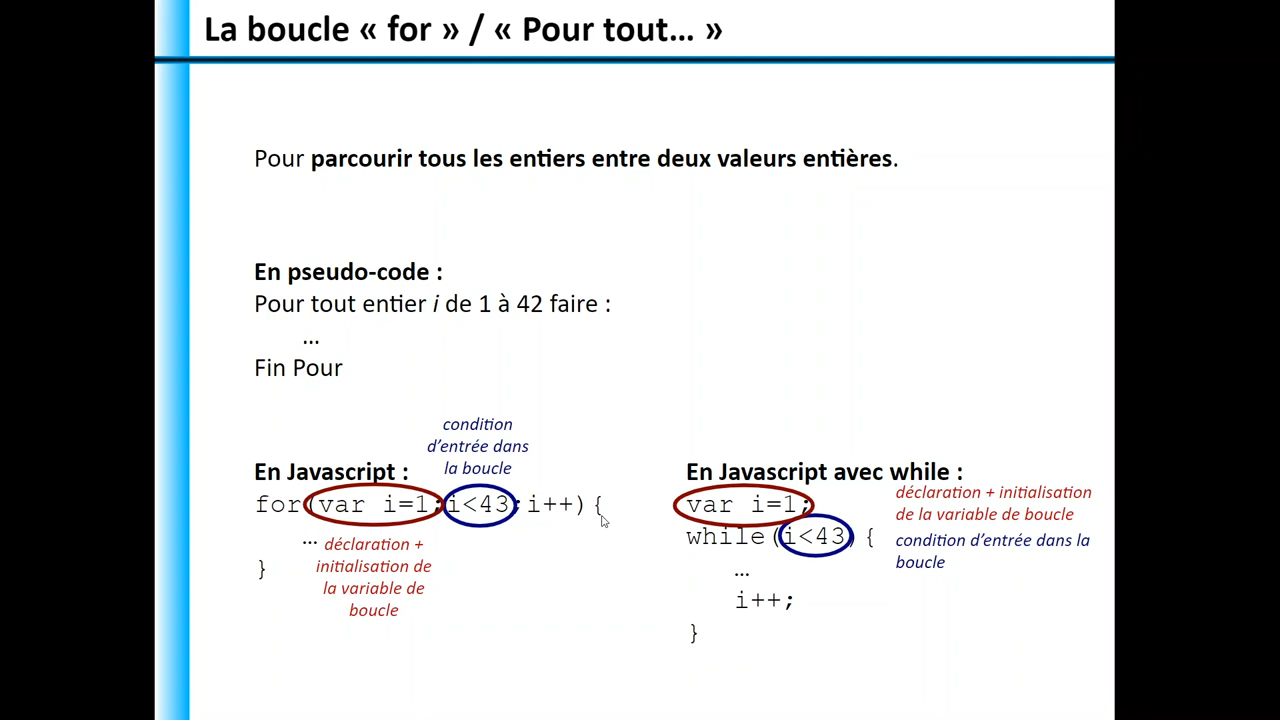 La boucle « for » / « Pour tout… »
Pour parcourir tous les entiers entre deux valeurs entières.
En pseudo-code :
Pour tout entier i de 1 à 42 faire :
…
Fin Pour
condition
d'entrée dans
la boucle
En Javascript :
for(var i=1;i<43;i++){
…
déclaration +
initialisation de
la variable de
boucle
}
En Javascript avec while :
var i=1;
déclaration + initialisation
de la variable de boucle
while(i<43) {
condition d'entrée dans la
boucle
…
i++;
}